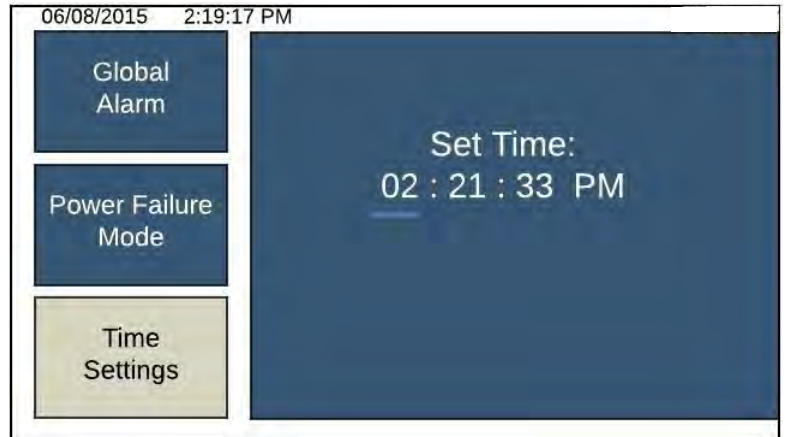 06/08/2015 2:19:17 PM
Global
Alarm
Power Failure
Mode
Time
Settings
Set Time:
02 : 21 : 33 PM